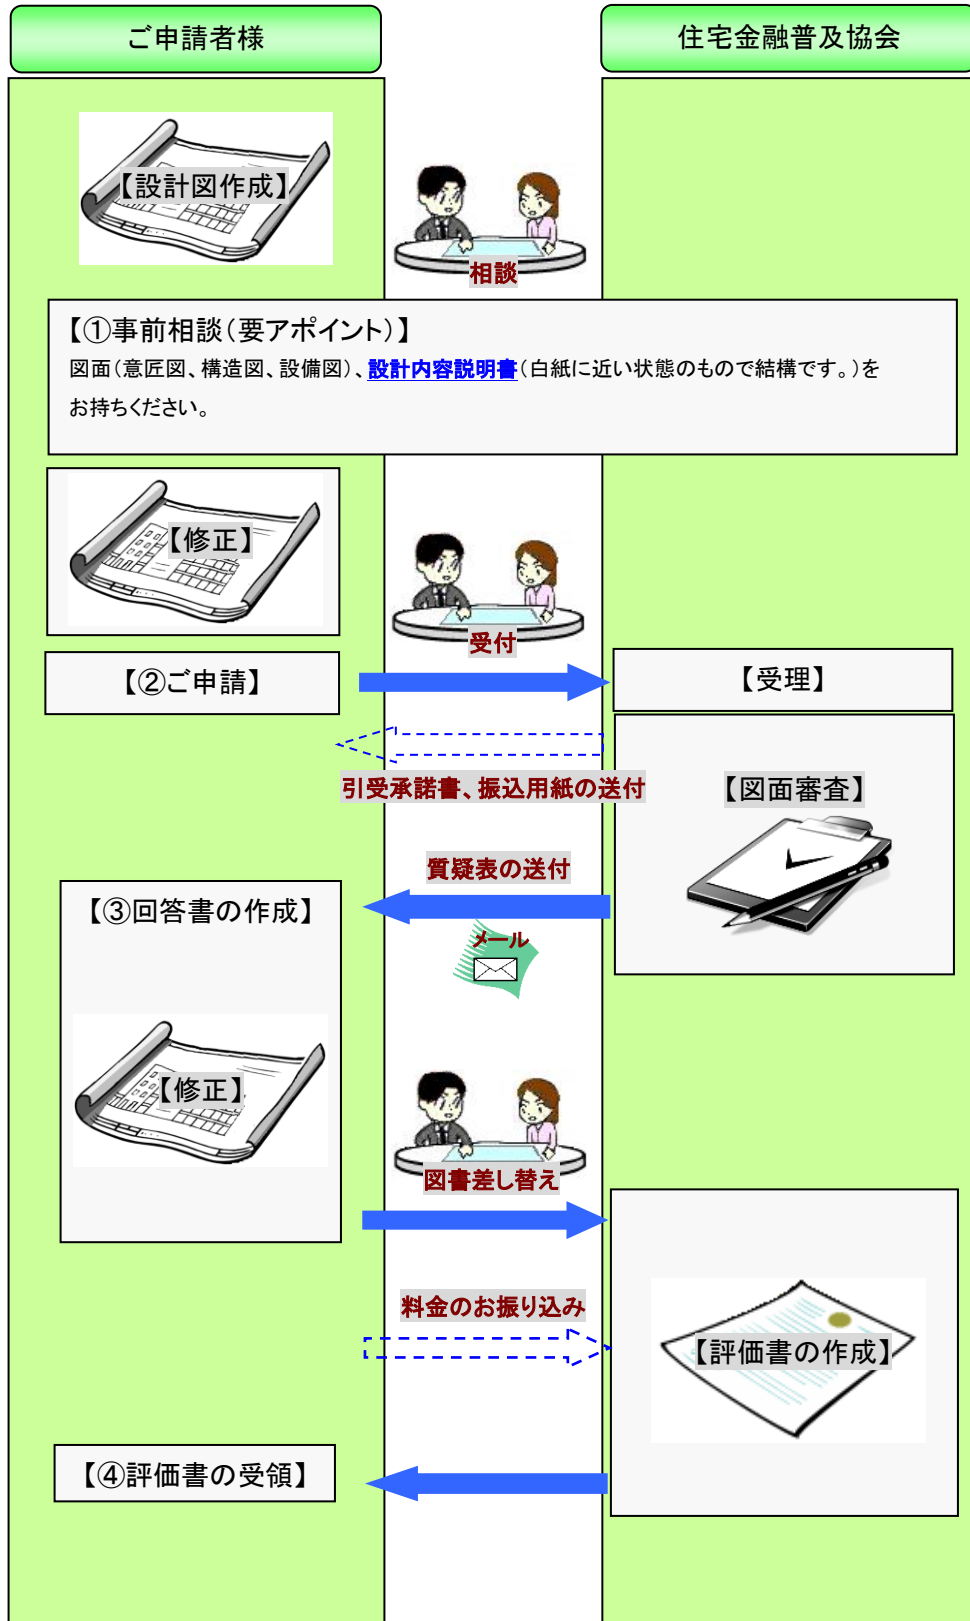 ご申請者様
住宅金融普及協会
【設計図作成】
相談
【①事前相談（要アポイント）】
図面（意匠図、構造図、設備図）、設計内容説明書（白紙に近い状態のもので結構です。）を
お持ちください。
【修正】
受付
【②ご申請】
【受理】
引受承諾書、振込用紙の送付
【図面審査】
質疑表の送付
【③回答書の作成】
メール
【修正】
図書差し替え
料金のお振り込み
【評価書の作成】
【④評価書の受領】